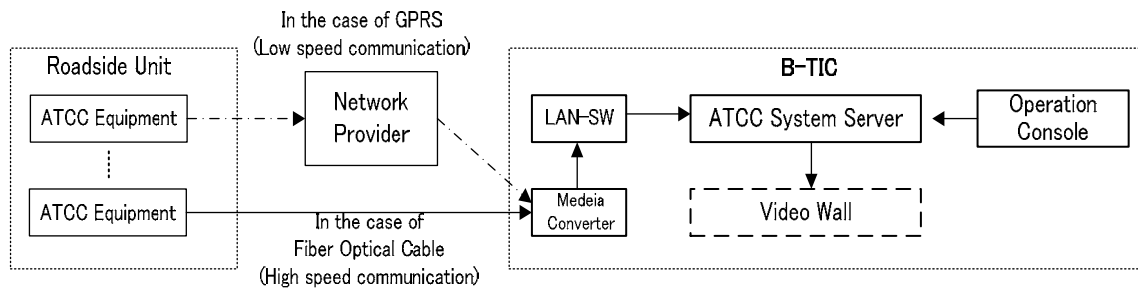 In the case of GPRS
(Low speed communication)
Roadside Unit
B-TIC
ATCC Equipment
Network
Provider
LAN-SW
ATCC System Server
Operation
Console
ATCC Equipment
Medeia
Converter
Video Wall
In the case of
Fiber Optical Cable
(High speed communication)